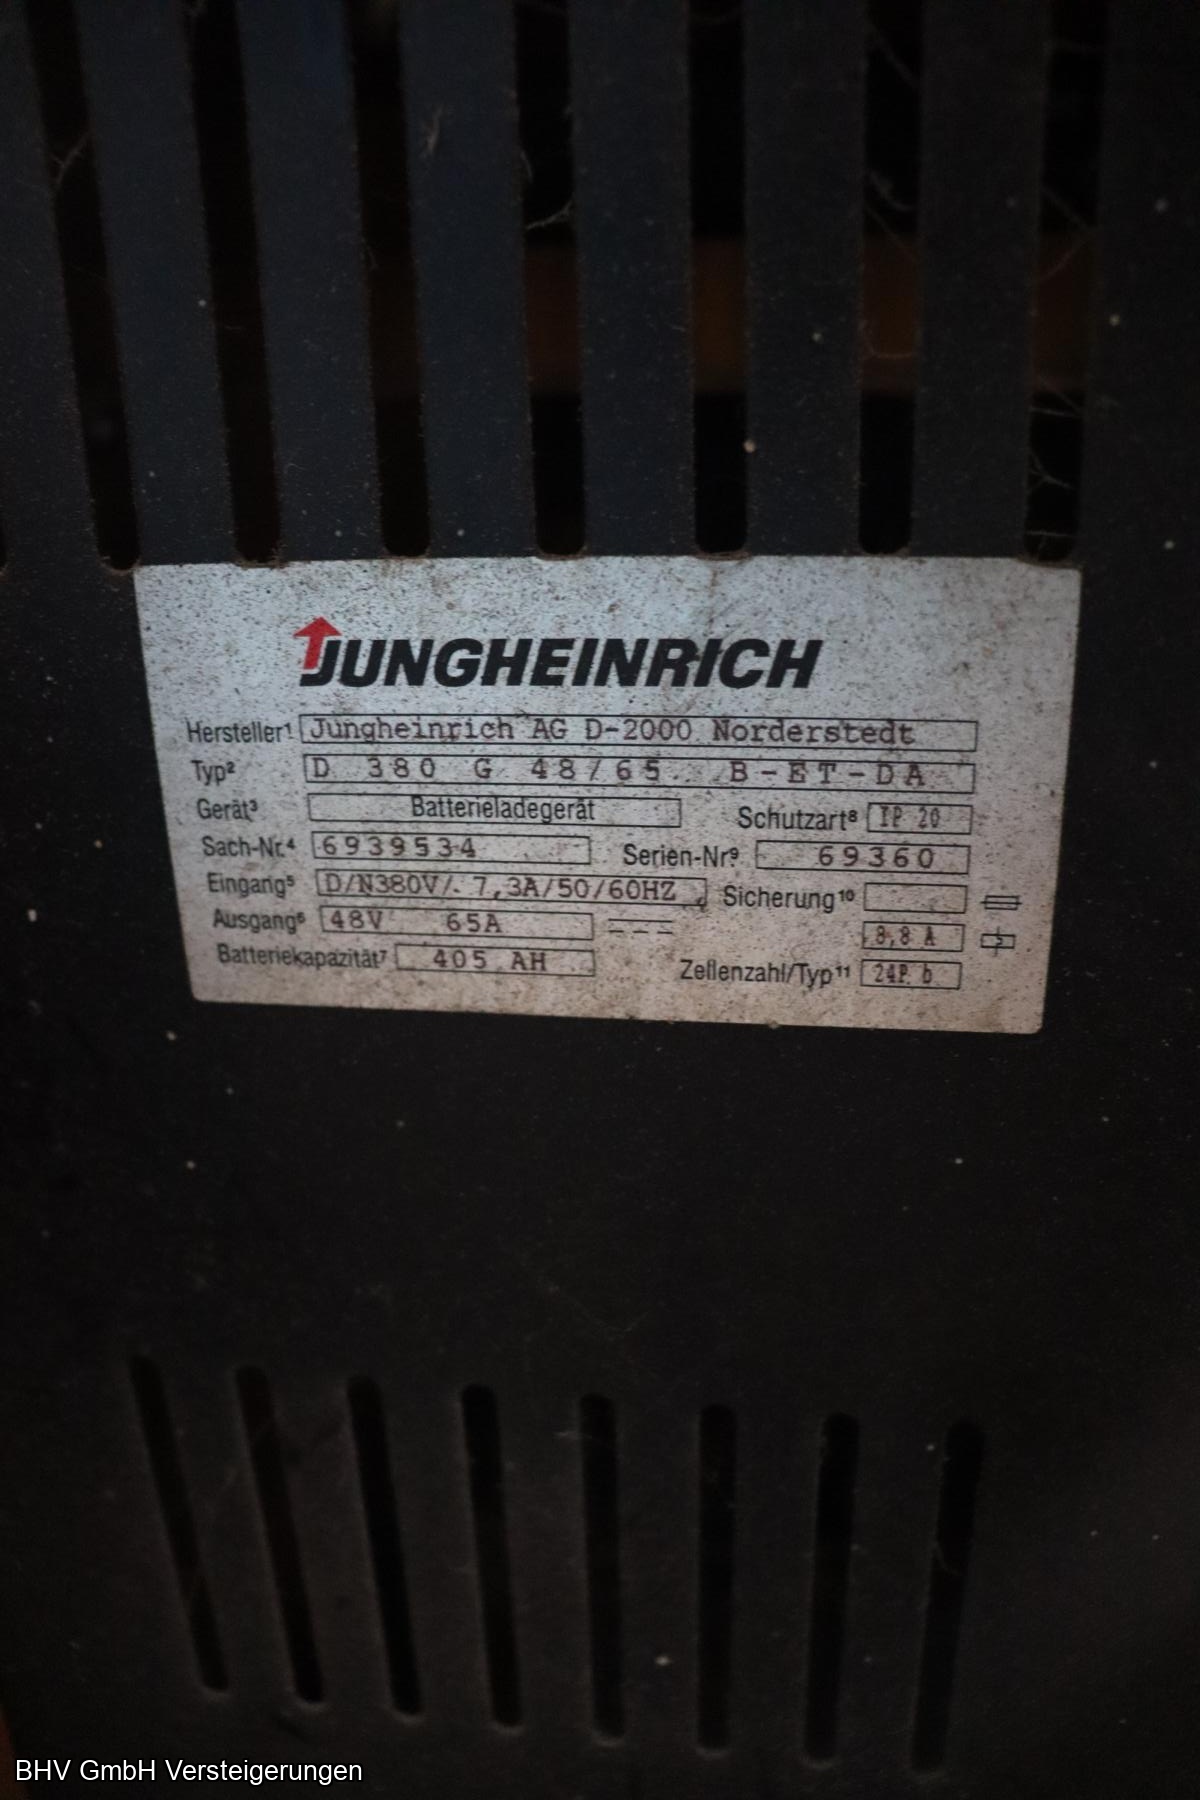 JUNGHEINRICH
Hersteller¹ Jungheinrich AG D-2000 Norderstedt
Typ² D 380 G 48/65 B-ET-DA
Gerät³ Batterieladegerät Schutzart⁸ IP 20
Sach-Nr.⁴ 6939534 Serien-Nr⁹ 69360
Eingang⁵ D/N380V/ 7,3A/50/60HZ Sicherung¹⁰
Ausgang⁶ 48V 65A 8,8 A
Batteriekapazität⁷ 405 AH Zellenzahl/Typ¹¹ 24P b
BHV GmbH Versteigerungen